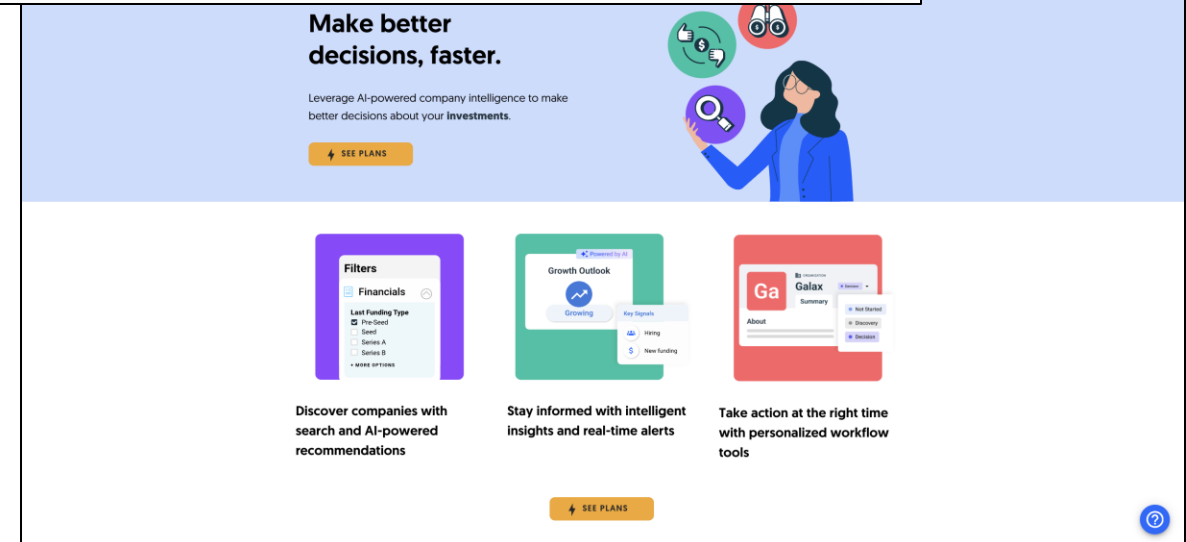 Make better
decisions, faster.
Leverage AI-powered company intelligence to make
better decisions about your investments.
SEE PLANS
Filters
Financials
Last Funding Type
Pre-Seed
Seed
Series A
Series B
+ MORE OPTIONS
Powered by AI
Growth Outlook
Growing
Key Signals
Hiring
$ New funding
ORGANIZATION
Ga
Galax
Decision
Summary
About
Not Started
Discovery
Decision
Discover companies with
search and AI-powered
recommendations
Stay informed with intelligent
insights and real-time alerts
Take action at the right time
with personalized workflow
tools
SEE PLANS